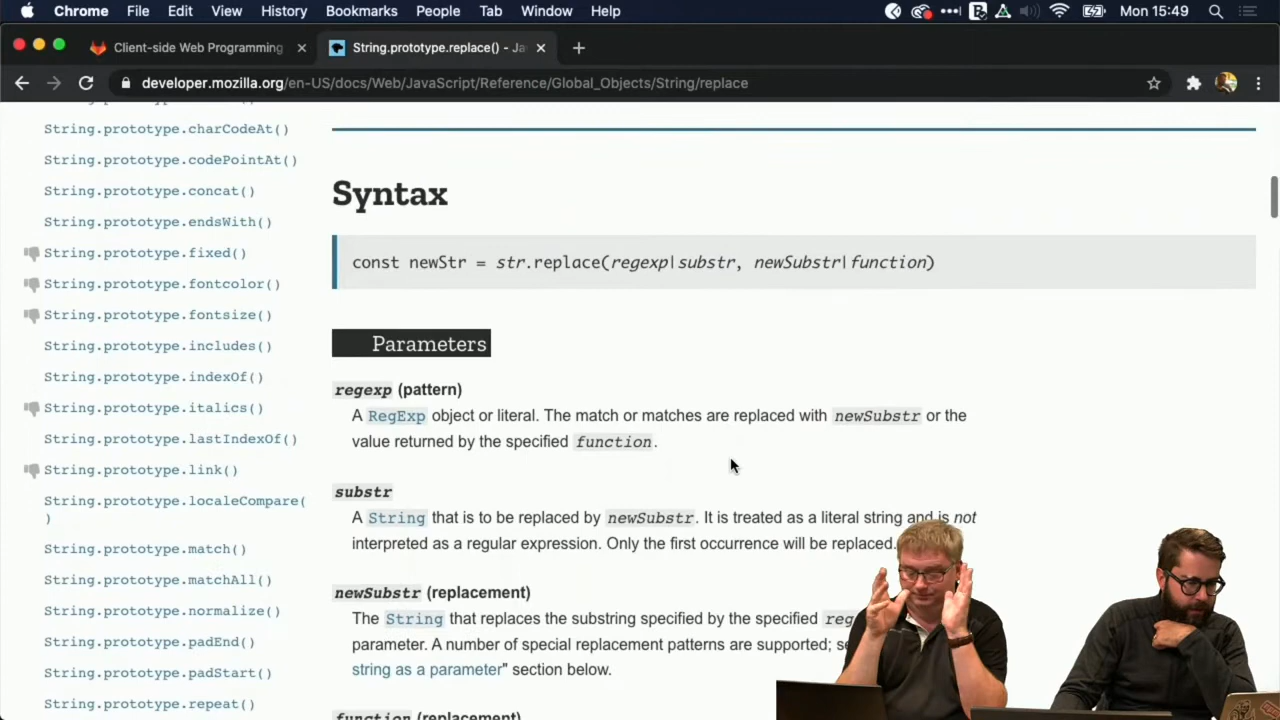 Chrome File Edit View History Bookmarks People Tab Window Help Mon 15:49
Client-side Web Programming
String.prototype.replace() - Ja
developer.mozilla.org/en-US/docs/Web/JavaScript/Reference/Global_Objects/String/replace
String.prototype.charCodeAt()
String.prototype.codePointAt()
String.prototype.concat()
String.prototype.endsWith()
String.prototype.fixed()
String.prototype.fontcolor()
String.prototype.fontsize()
String.prototype.includes()
String.prototype.indexOf()
String.prototype.italics()
String.prototype.lastIndexOf()
String.prototype.link()
String.prototype.localeCompare(
)
String.prototype.match()
String.prototype.matchAll()
String.prototype.normalize()
String.prototype.padEnd()
String.prototype.padStart()
String.prototype.repeat()
Syntax
const newStr = str.replace(regexp|substr, newSubstr|function)
Parameters
regexp (pattern)
A RegExp object or literal. The match or matches are replaced with newSubstr or the
value returned by the specified function.
substr
A String that is to be replaced by newSubstr. It is treated as a literal string and is not
interpreted as a regular expression. Only the first occurrence will be replaced.
newSubstr (replacement)
The String that replaces the substring specified by the specified reg
parameter. A number of special replacement patterns are supported; se
string as a parameter" section below.
function (replacement)